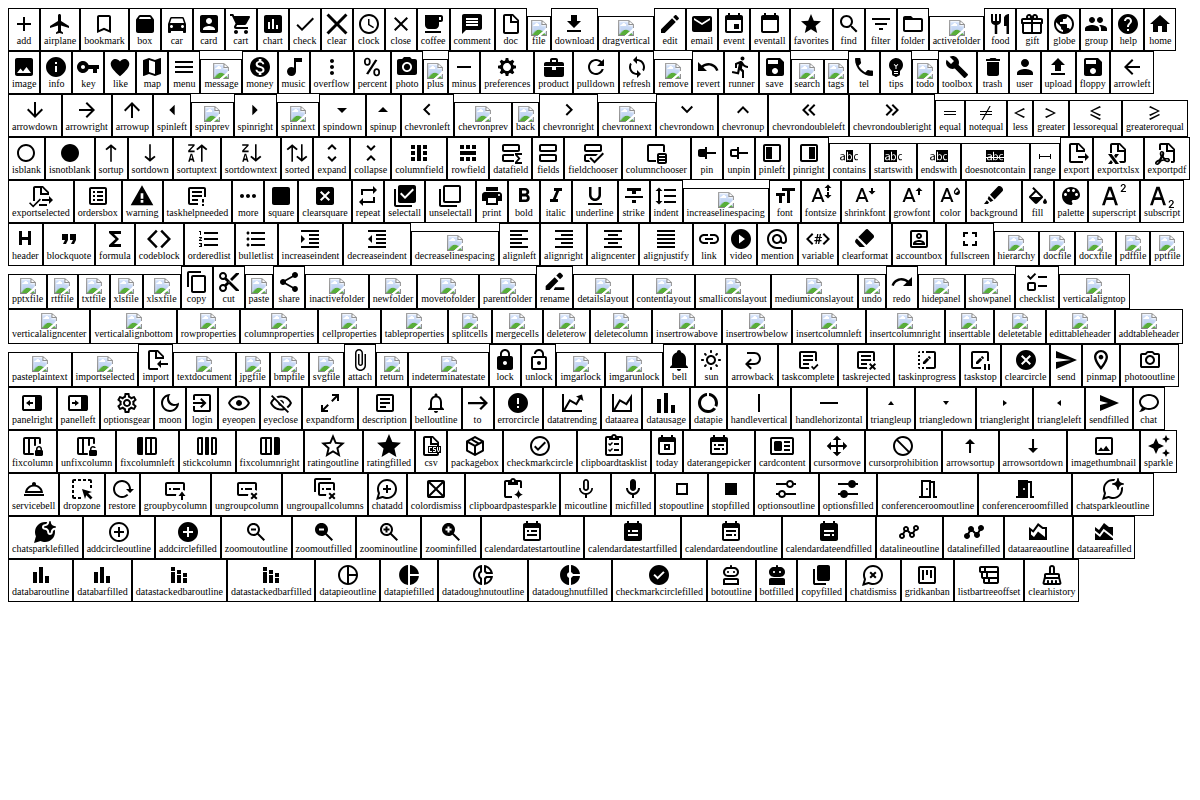 add airplane bookmark box car card cart chart check clear clock close coffee comment doc file download dragvertical edit email event eventall favorites find filter folder activefolder food gift globe group help home
image info key like map menu message money music overflow percent photo plus minus preferences product pulldown refresh remove revert runner save search tags tel tips todo toolbox trash user upload floppy arrowleft
arrowdown arrowright arrowup spinleft spinprev spinright spinnext spindown spinup chevronleft chevronprev back chevronright chevronnext chevrondown chevronup chevrondoubleleft chevrondoubleright equal notequal less greater lessorequal greaterorequal
isblank isnotblank sortup sortdown sortuptext sortdowntext sorted expand collapse columnfield rowfield datafield fields fieldchooser columnchooser pin unpin pinleft pinright contains startswith endswith doesnotcontain range export exportxlsx exportpdf
exportselected ordersbox warning taskhelpneeded more square clearsquare repeat selectall unselectall print bold italic underline strike indent increaselinespacing font fontsize shrinkfont growfont color background fill palette superscript subscript
header blockquote formula codeblock orderedlist bulletlist increaseindent decreaseindent decreaselinespacing alignleft alignright aligncenter alignjustify link video mention variable clearformat accountbox fullscreen hierarchy docfile docxfile pdffile pptfile
pptxfile rtffile txtfile xlsfile xlsxfile copy cut paste share inactivefolder newfolder movetofolder parentfolder rename detailslayout contentlayout smalliconslayout mediumiconslayout undo redo hidepanel showpanel checklist verticalaligntop
verticalaligncenter verticalalignbottom rowproperties columnproperties cellproperties tableproperties splitcells mergecells deleterow deletecolumn insertrowabove insertrowbelow insertcolumnleft insertcolumnright inserttable deletetable edittableheader addtableheader
pasteplaintext importselected import textdocument jpgfile bmpfile svgfile attach return indeterminatestate lock unlock imgarlock imgarunlock bell sun arrowback taskcomplete taskrejected taskinprogress taskstop clearcircle send pinmap photooutline
panelright panelleft optionsgear moon login eyeopen eyeclose expandform description belloutline to errorcircle datatrending dataarea datausage datapie handlevertical handlehorizontal triangleup triangledown triangleright triangleleft sendfilled chat
fixcolumn unfixcolumn fixcolumnleft stickcolumn fixcolumnright ratingoutline ratingfilled csv packagebox checkmarkcircle clipboardtasklist today daterangepicker cardcontent cursormove cursorprohibition arrowsortup arrowsortdown imagethumbnail sparkle
servicebell dropzone restore groupbycolumn ungroupcolumn ungroupallcolumns chatadd colordismiss clipboardpastesparkle micoutline micfilled stopoutline stopfilled optionsoutline optionsfilled conferenceroomoutline conferenceroomfilled chatsparkleoutline
chatsparklefilled addcircleoutline addcirclefilled zoomoutoutline zoomoutfilled zoominoutline zoominfilled calendardatestartoutline calendardatestartfilled calendardateendoutline calendardateendfilled datalineoutline datalinefilled dataareaoutline dataareafilled
databaroutline databarfilled datastackedbaroutline datastackedbarfilled datapieoutline datapiefilled datadoughnutoutline datadoughnutfilled checkmarkcirclefilled botoutline botfilled copyfilled chatdismiss gridkanban listbartreeoffset clearhistory